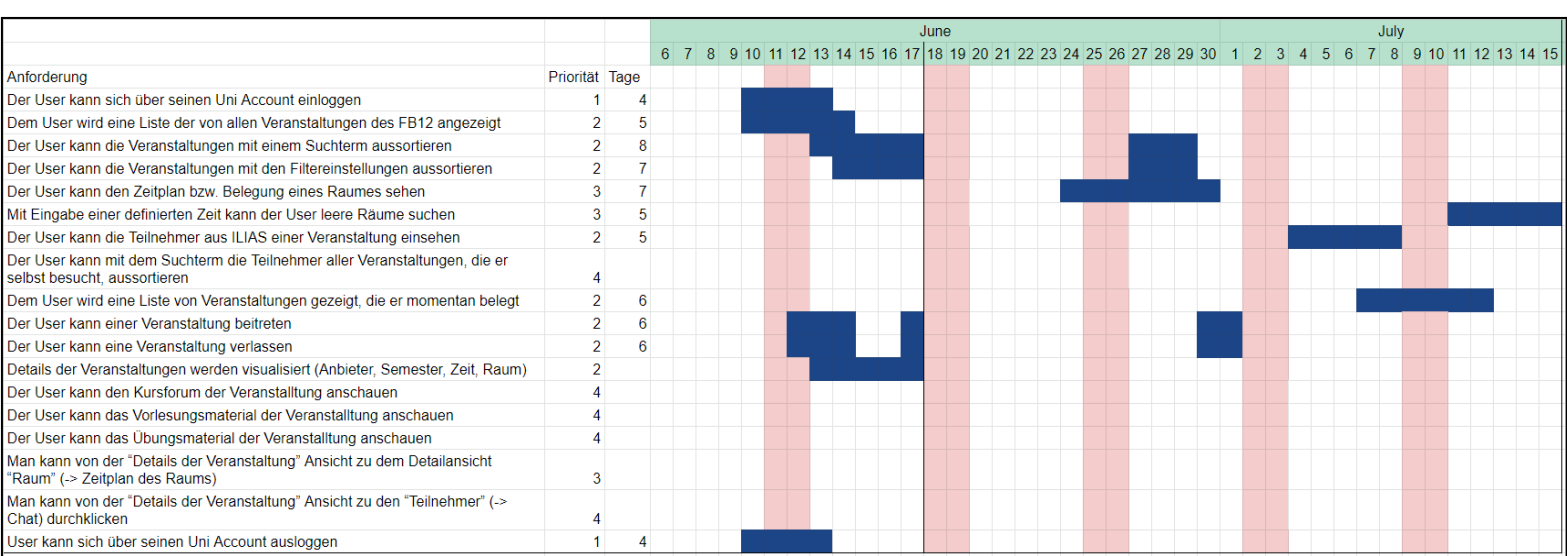 June July
6 7 8 9 10 11 12 13 14 15 16 17 18 19 20 21 22 23 24 25 26 27 28 29 30 1 2 3 4 5 6 7 8 9 10 11 12 13 14 15
Anforderung Priorität Tage
Der User kann sich über seinen Uni Account einloggen 1 4
Dem User wird eine Liste der von allen Veranstaltungen des FB12 angezeigt 2 5
Der User kann die Veranstaltungen mit einem Suchterm aussortieren 2 8
Der User kann die Veranstaltungen mit den Filtereinstellungen aussortieren 2 7
Der User kann den Zeitplan bzw. Belegung eines Raumes sehen 3 7
Mit Eingabe einer definierten Zeit kann der User leere Räume suchen 3 5
Der User kann die Teilnehmer aus ILIAS einer Veranstaltung einsehen 2 5
Der User kann mit dem Suchterm die Teilnehmer aller Veranstaltungen, die er
selbst besucht, aussortieren 4
Dem User wird eine Liste von Veranstaltungen gezeigt, die er momentan belegt 2 6
Der User kann einer Veranstaltung beitreten 2 6
Der User kann eine Veranstaltung verlassen 2 6
Details der Veranstaltungen werden visualisiert (Anbieter, Semester, Zeit, Raum) 2
Der User kann den Kursforum der Veranstalltung anschauen 4
Der User kann das Vorlesungsmaterial der Veranstalltung anschauen 4
Der User kann das Übungsmaterial der Veranstalltung anschauen 4
Man kann von der “Details der Veranstaltung” Ansicht zu dem Detailansicht
“Raum” (-> Zeitplan des Raums) 3
Man kann von der “Details der Veranstaltung” Ansicht zu den “Teilnehmer” (->
Chat) durchklicken 4
User kann sich über seinen Uni Account ausloggen 1 4